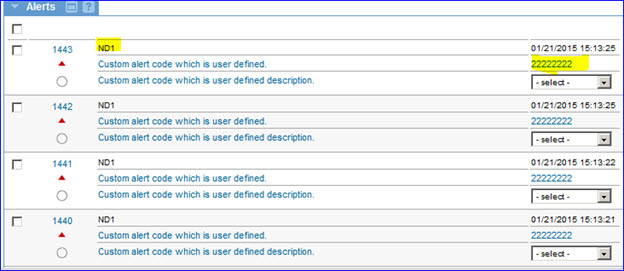 Alerts ?
1443 ND1 01/21/2015 15:13:25
Custom alert code which is user defined. 22222222
Custom alert code which is user defined description. - select -
1442 ND1 01/21/2015 15:13:25
Custom alert code which is user defined. 22222222
Custom alert code which is user defined description. - select -
1441 ND1 01/21/2015 15:13:22
Custom alert code which is user defined. 22222222
Custom alert code which is user defined description. - select -
1440 ND1 01/21/2015 15:13:21
Custom alert code which is user defined. 22222222
Custom alert code which is user defined description. - select -